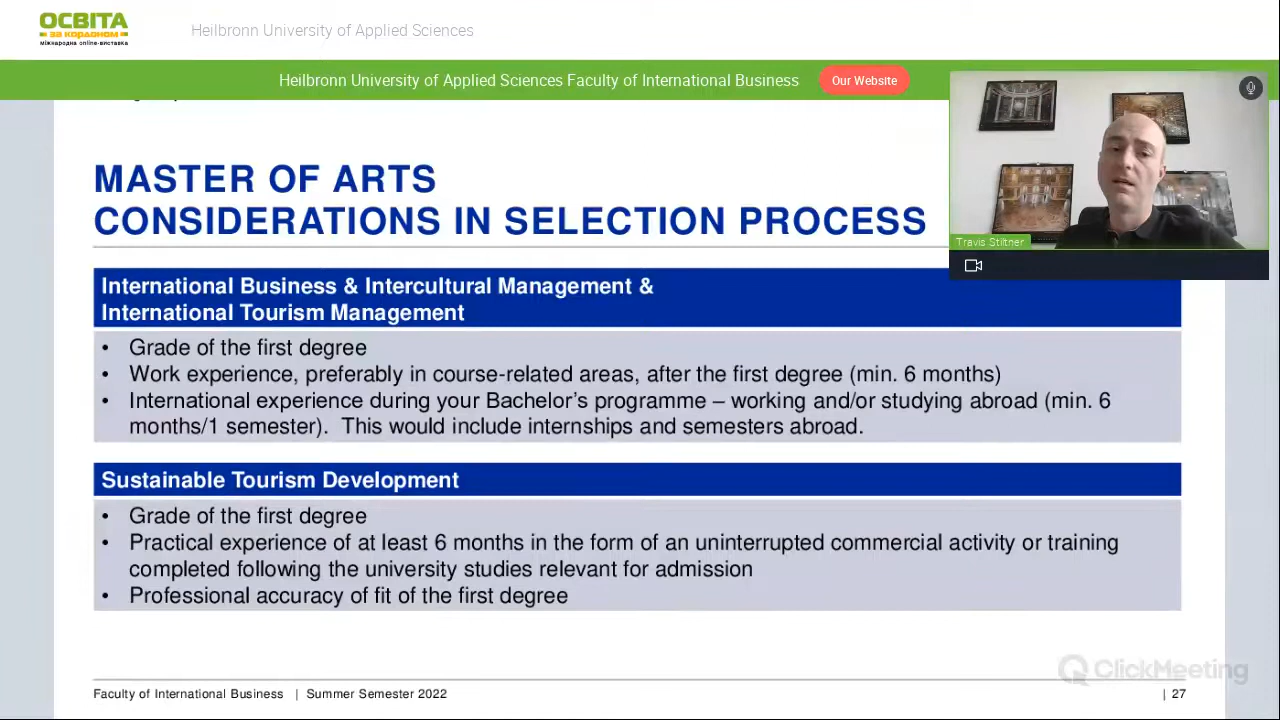 ОСВІТА
за кордоном
міжнародна online-виставка
Heilbronn University of Applied Sciences
Heilbronn University of Applied Sciences Faculty of International Business
Our Website
MASTER OF ARTS
CONSIDERATIONS IN SELECTION PROCESS
Travis Stiltner
International Business & Intercultural Management &
International Tourism Management
• Grade of the first degree
• Work experience, preferably in course-related areas, after the first degree (min. 6 months)
• International experience during your Bachelor’s programme – working and/or studying abroad (min. 6
months/1 semester).  This would include internships and semesters abroad.
Sustainable Tourism Development
• Grade of the first degree
• Practical experience of at least 6 months in the form of an uninterrupted commercial activity or training
completed following the university studies relevant for admission
• Professional accuracy of fit of the first degree
ClickMeeting
Faculty of International Business | Summer Semester 2022
| 27